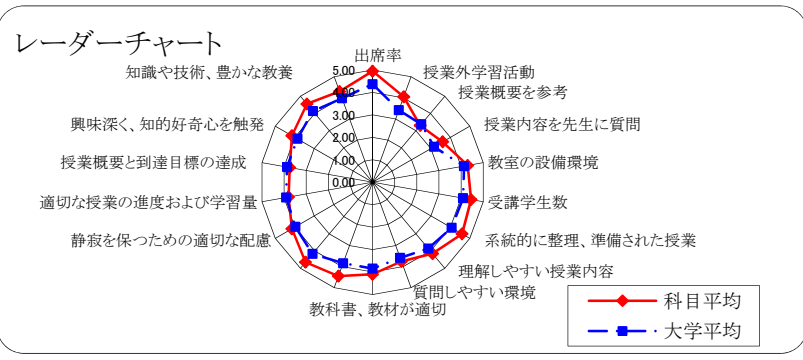 レーダーチャート
出席率
授業外学習活動
授業概要を参考
授業内容を先生に質問
教室の設備環境
受講学生数
系統的に整理、準備された授業
理解しやすい授業内容
質問しやすい環境
教科書、教材が適切
静寂を保つための適切な配慮
適切な授業の進度および学習量
授業概要と到達目標の達成
興味深く、知的好奇心を触発
知識や技術、豊かな教養
5.00
4.00
3.00
2.00
1.00
0.00
科目平均
大学平均